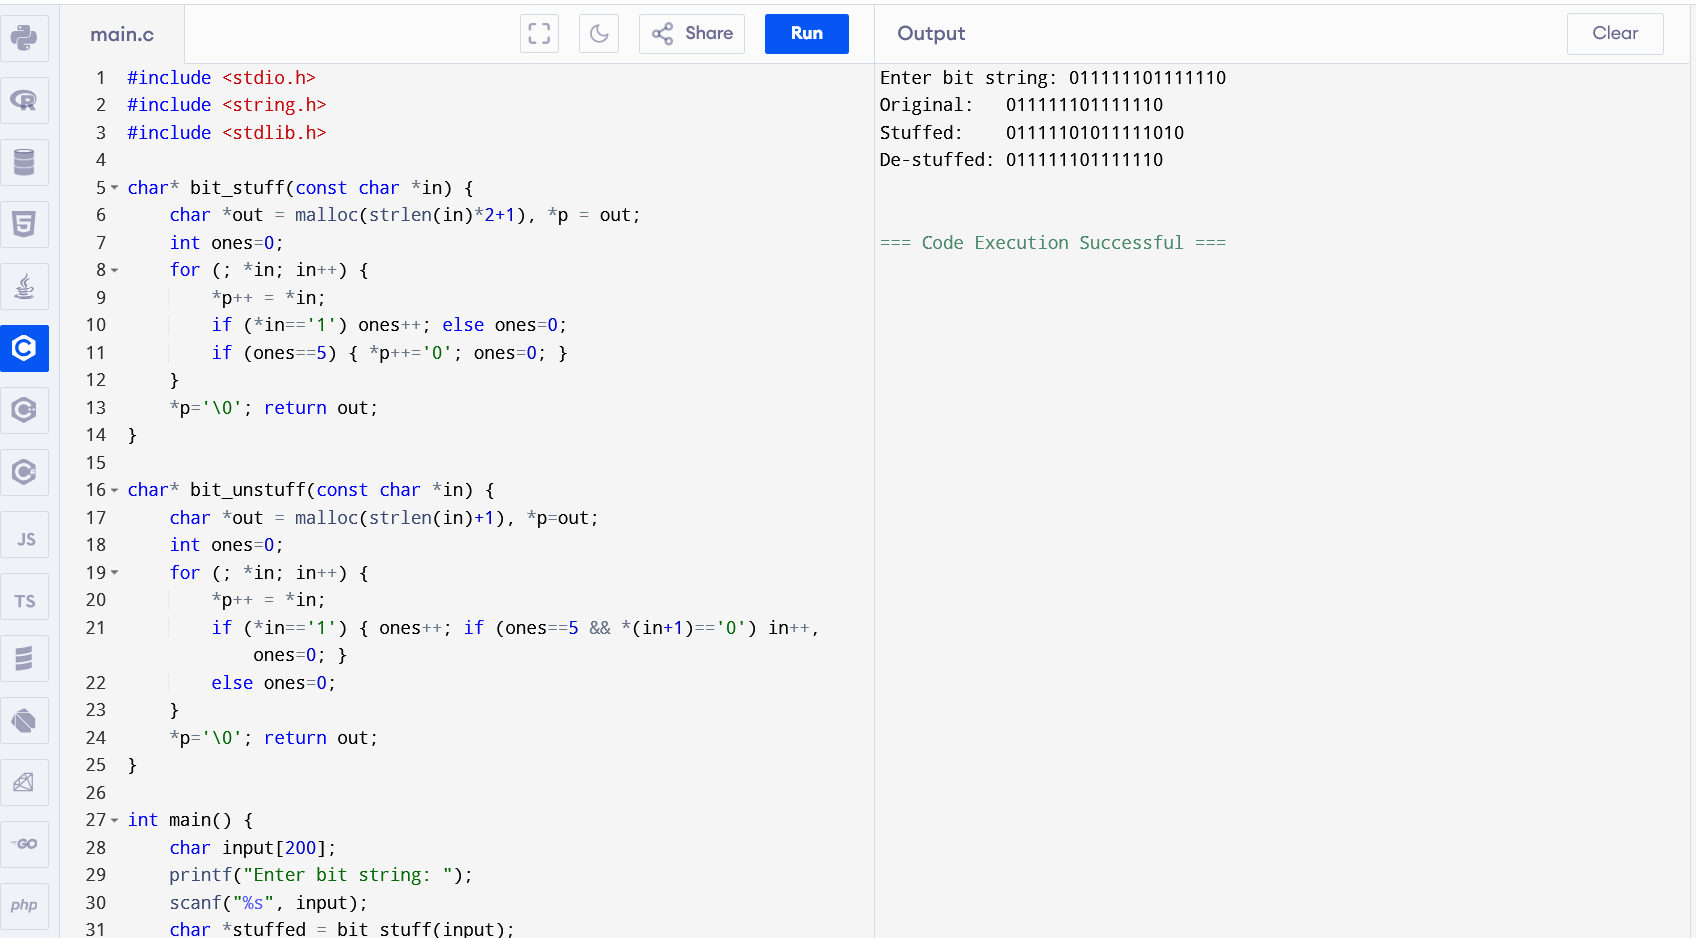 main.c
Share
Run
Output
Clear
1 #include <stdio.h>
2 #include <string.h>
3 #include <stdlib.h>
4
5 char* bit_stuff(const char *in) {
6 char *out = malloc(strlen(in)*2+1), *p = out;
7 int ones=0;
8 for (; *in; in++) {
9 *p++ = *in;
10 if (*in=='1') ones++; else ones=0;
11 if (ones==5) { *p++='0'; ones=0; }
12 }
13 *p='\0'; return out;
14 }
15
16 char* bit_unstuff(const char *in) {
17 char *out = malloc(strlen(in)+1), *p=out;
18 int ones=0;
19 for (; *in; in++) {
20 *p++ = *in;
21 if (*in=='1') { ones++; if (ones==5 && *(in+1)=='0') in++,
ones=0; }
22 else ones=0;
23 }
24 *p='\0'; return out;
25 }
26
27 int main() {
28 char input[200];
29 printf("Enter bit string: ");
30 scanf("%s", input);
31 char *stuffed = bit_stuff(input);
Enter bit string: 011111101111110
Original: 011111101111110
Stuffed: 01111101011111010
De-stuffed: 011111101111110
=== Code Execution Successful ===
R
5
C
C
C
JS
TS
GO
php